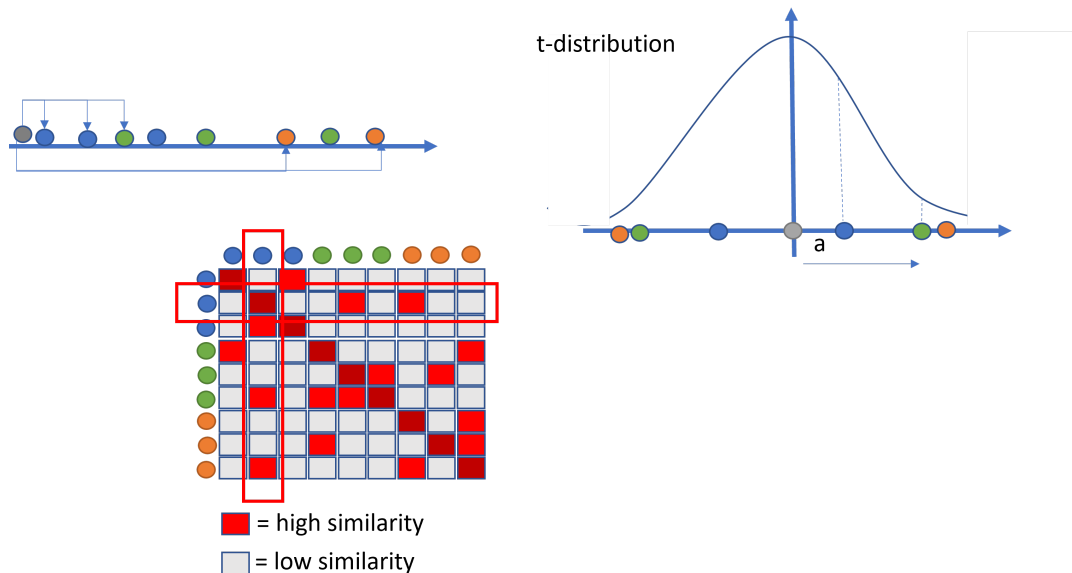 t-distribution
a
= high similarity
= low similarity